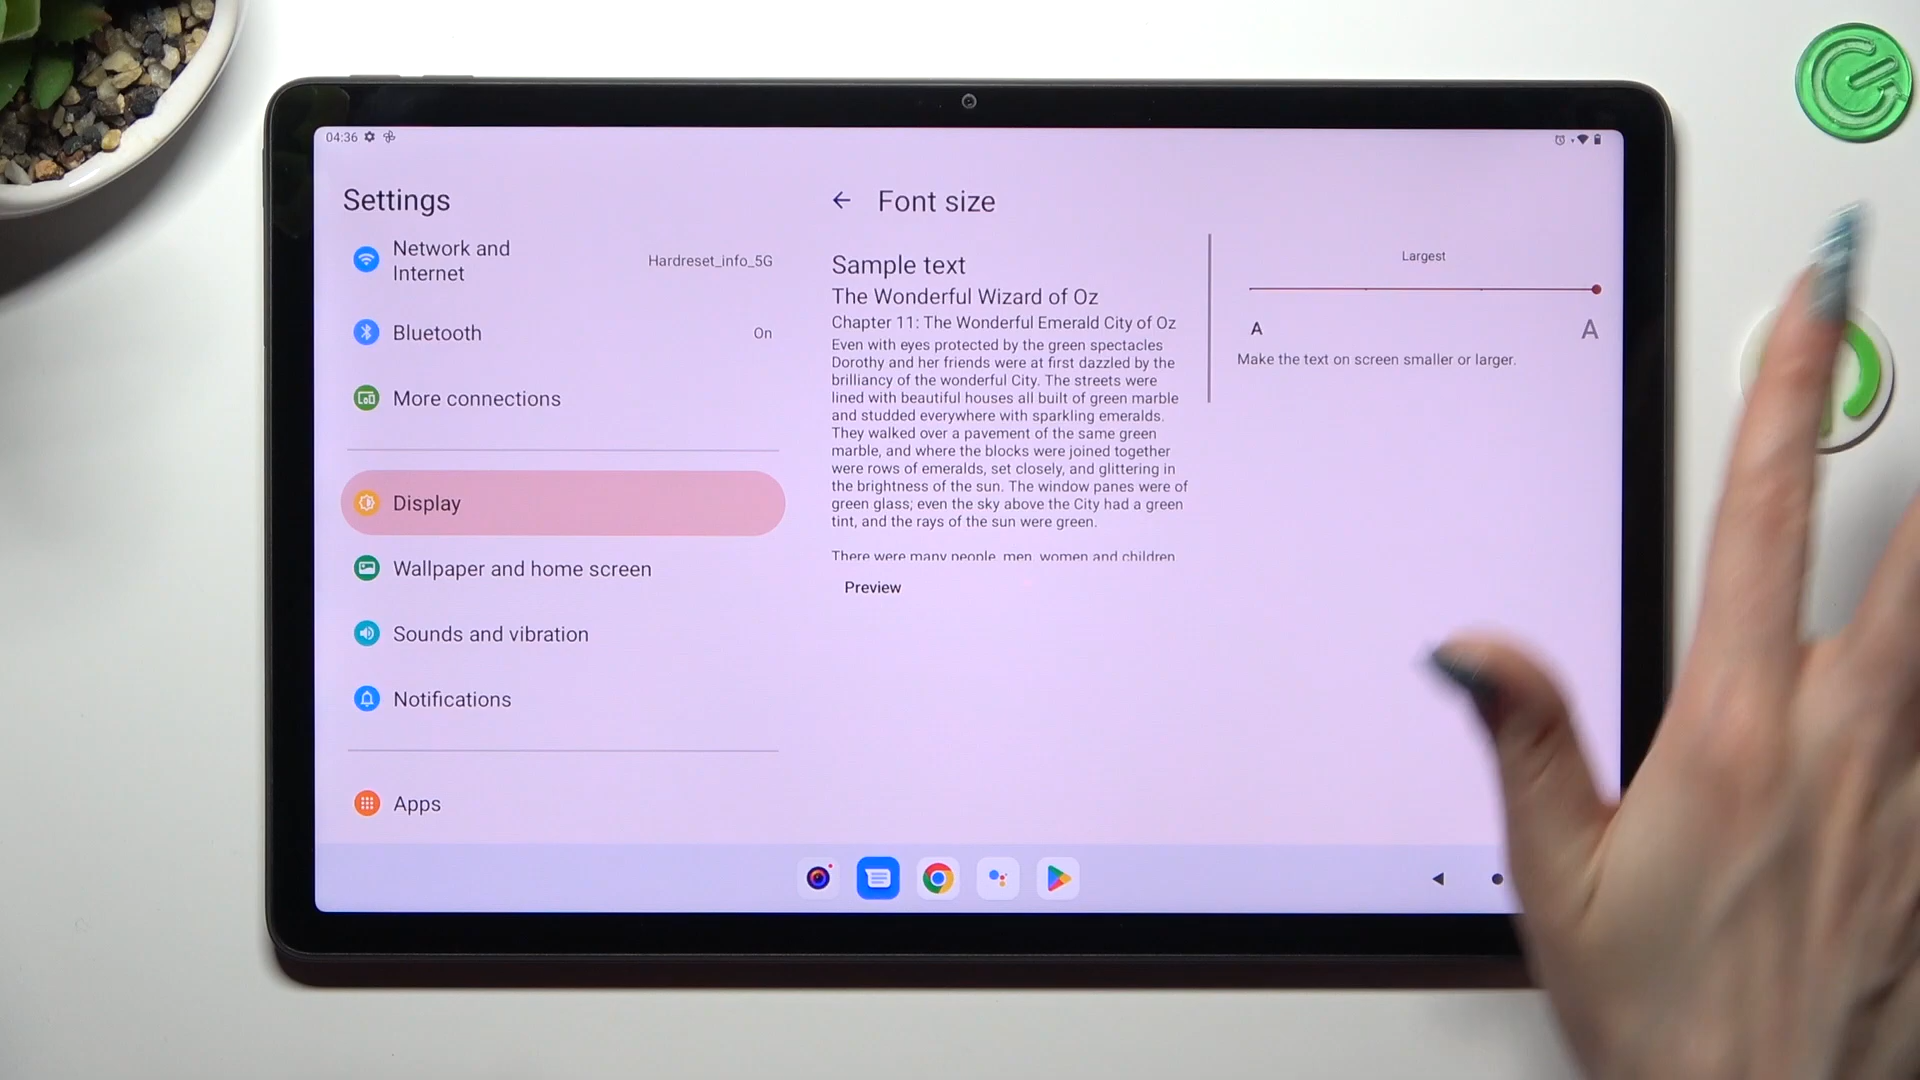 04:36
Settings
Network and
Internet
Hardreset_info_5G
Bluetooth
On
More connections
Display
Wallpaper and home screen
Sounds and vibration
Notifications
Apps
Font size
Sample text
The Wonderful Wizard of Oz
Chapter 11: The Wonderful Emerald City of Oz
Even with eyes protected by the green spectacles
Dorothy and her friends were at first dazzled by the
brilliancy of the wonderful City. The streets were
lined with beautiful houses all built of green marble
and studded everywhere with sparkling emeralds.
They walked over a pavement of the same green
marble, and where the blocks were joined together
were rows of emeralds, set closely, and glittering in
the brightness of the sun. The window panes were of
green glass; even the sky above the City had a green
tint, and the rays of the sun were green.
There were many people, men, women and children
Preview
Largest
A
A
Make the text on screen smaller or larger.